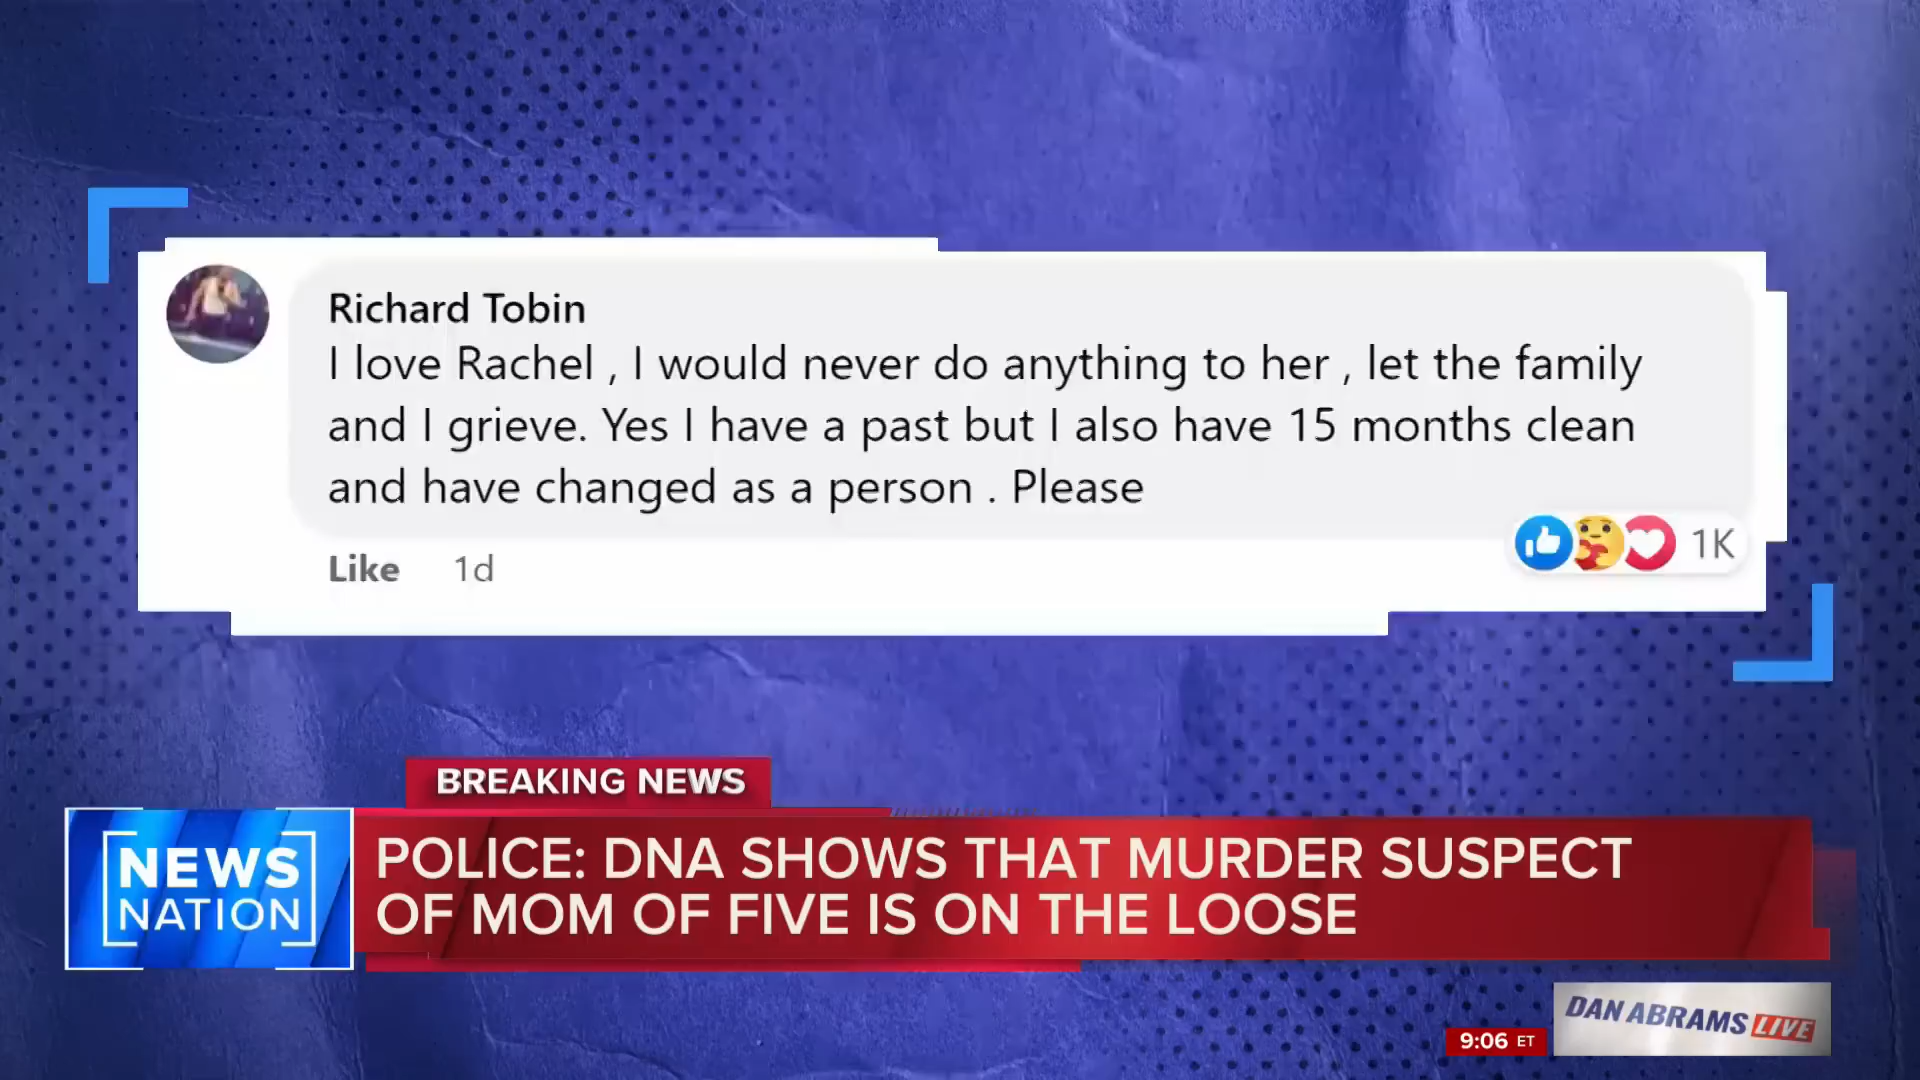 Richard Tobin
I love Rachel , I would never do anything to her , let the family
and I grieve. Yes I have a past but I also have 15 months clean
and have changed as a person . Please
Like 1d
1K
BREAKING NEWS
NEWS
NATION
POLICE: DNA SHOWS THAT MURDER SUSPECT
OF MOM OF FIVE IS ON THE LOOSE
DAN ABRAMS LIVE
9:06 ET